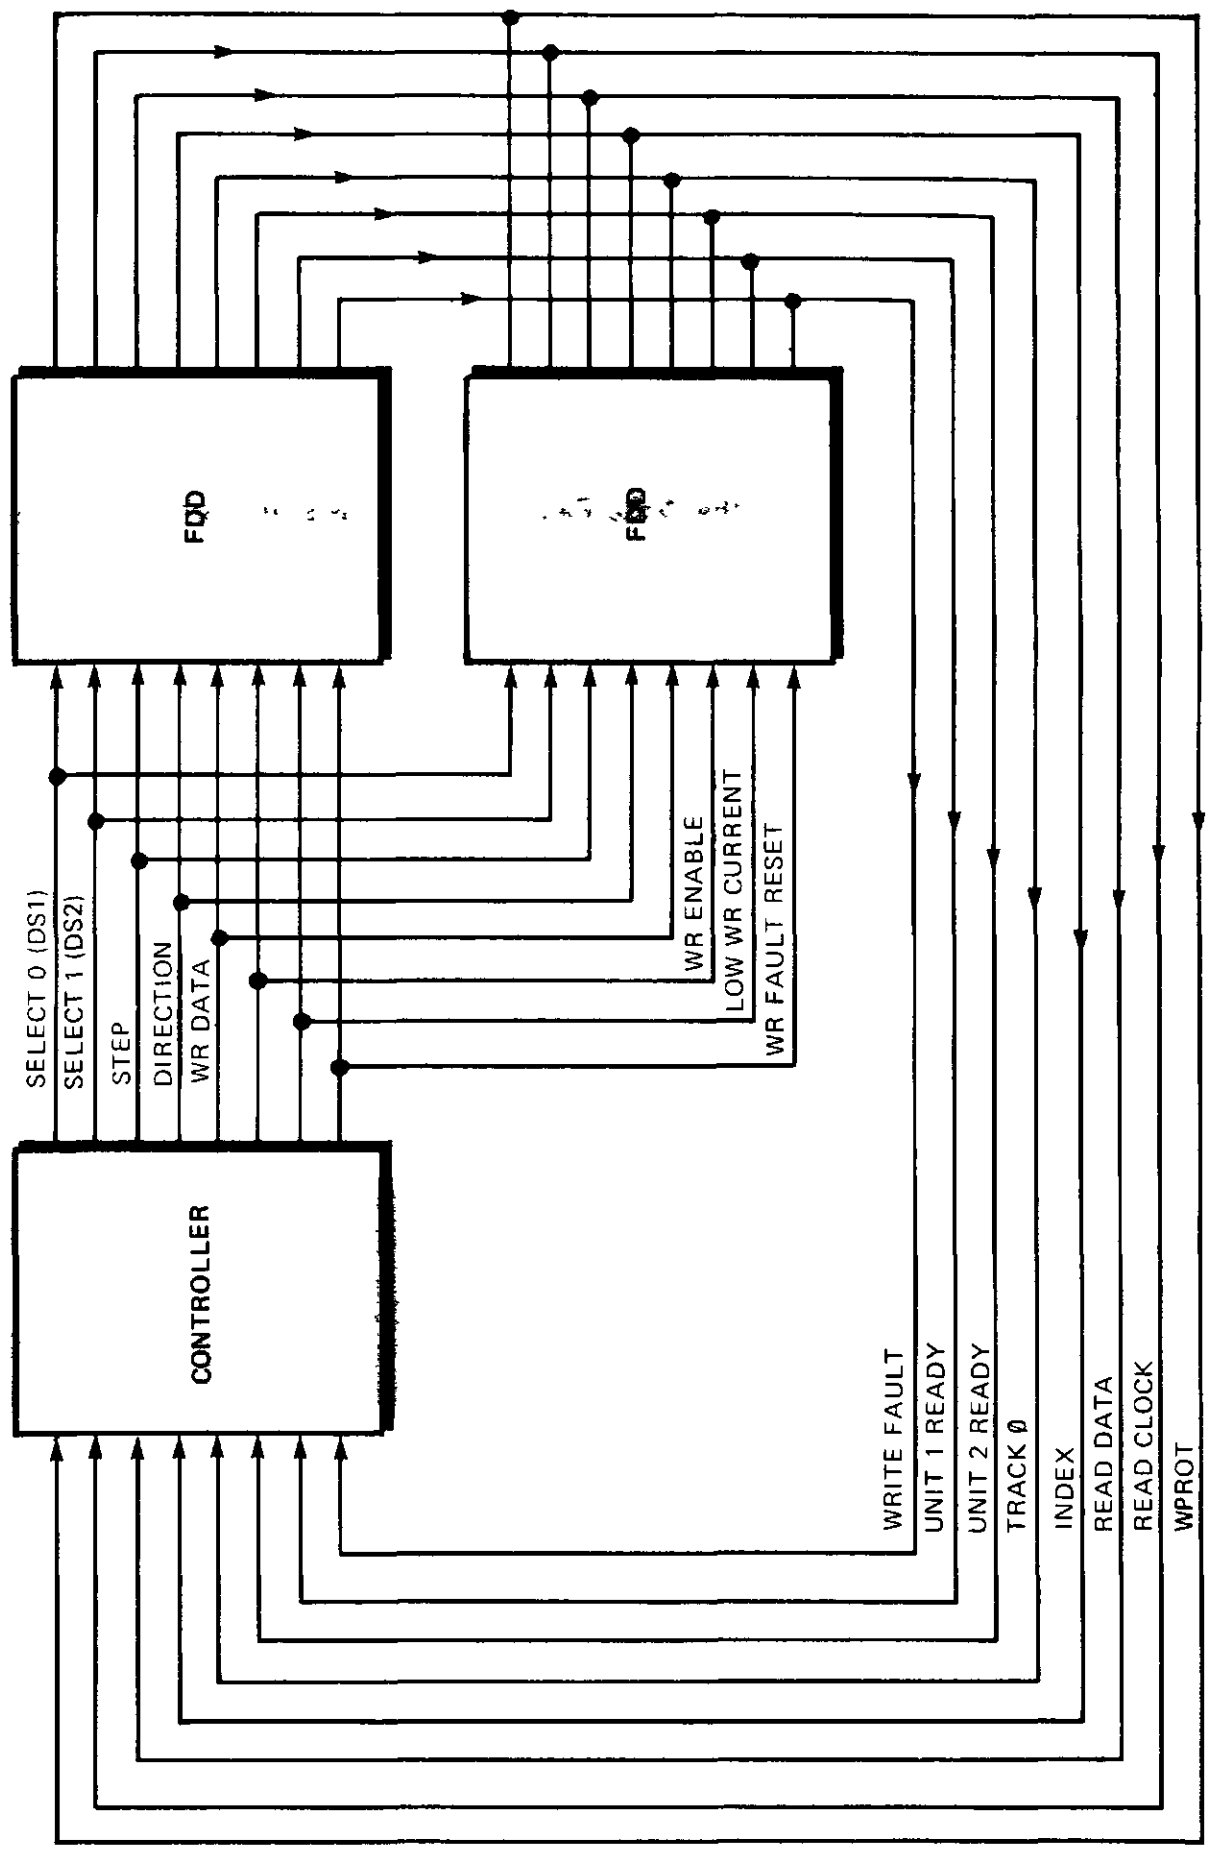 CONTROLLER
FDD
FDD
SELECT 0 (DS1)
SELECT 1 (DS2)
STEP
DIRECTION
WR DATA
WR ENABLE
LOW WR CURRENT
WR FAULT RESET
WRITE FAULT
UNIT 1 READY
UNIT 2 READY
TRACK Ø
INDEX
READ DATA
READ CLOCK
WPROT